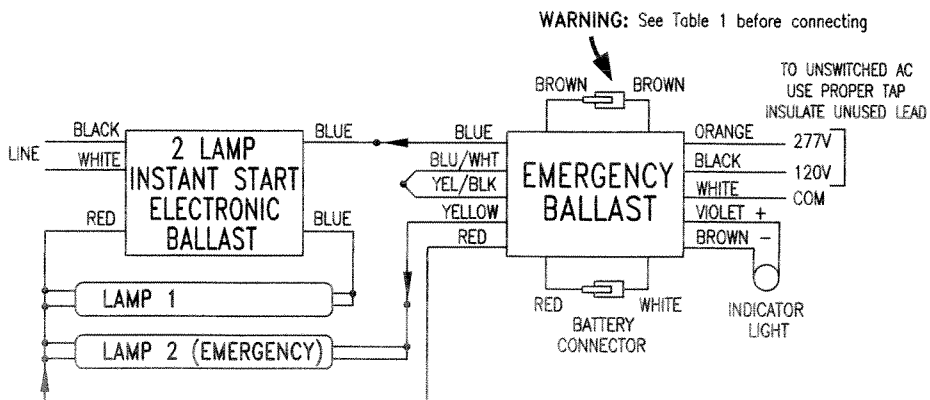 WARNING: See Table 1 before connecting
BROWN
BROWN
TO UNSWITCHED AC
USE PROPER TAP
INSULATE UNUSED LEAD
LINE
BLACK
WHITE
RED
2 LAMP
INSTANT START
ELECTRONIC
BALLAST
BLUE
BLUE
BLUE
BLU/WHT
YEL/BLK
YELLOW
RED
EMERGENCY
BALLAST
ORANGE
277V
BLACK
120V
WHITE
COM
VIOLET +
BROWN -
LAMP 1
LAMP 2 (EMERGENCY)
RED
WHITE
BATTERY
CONNECTOR
INDICATOR
LIGHT